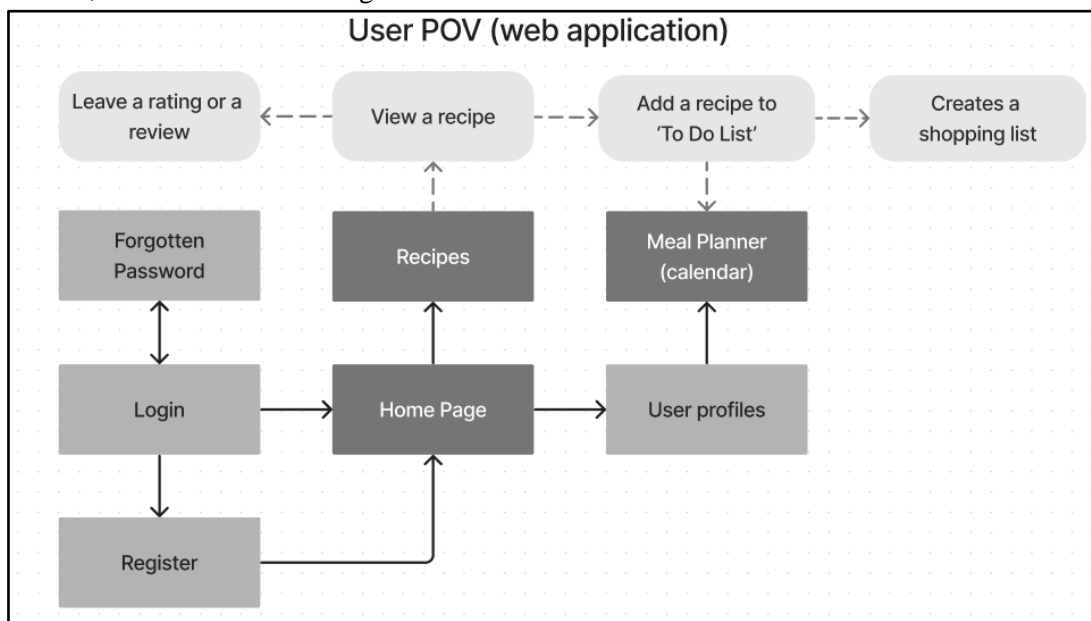 User POV (web application)
Leave a rating or a
review
View a recipe
Add a recipe to
‘To Do List’
Creates a
shopping list
Forgotten
Password
Recipes
Meal Planner
(calendar)
Login
Home Page
User profiles
Register